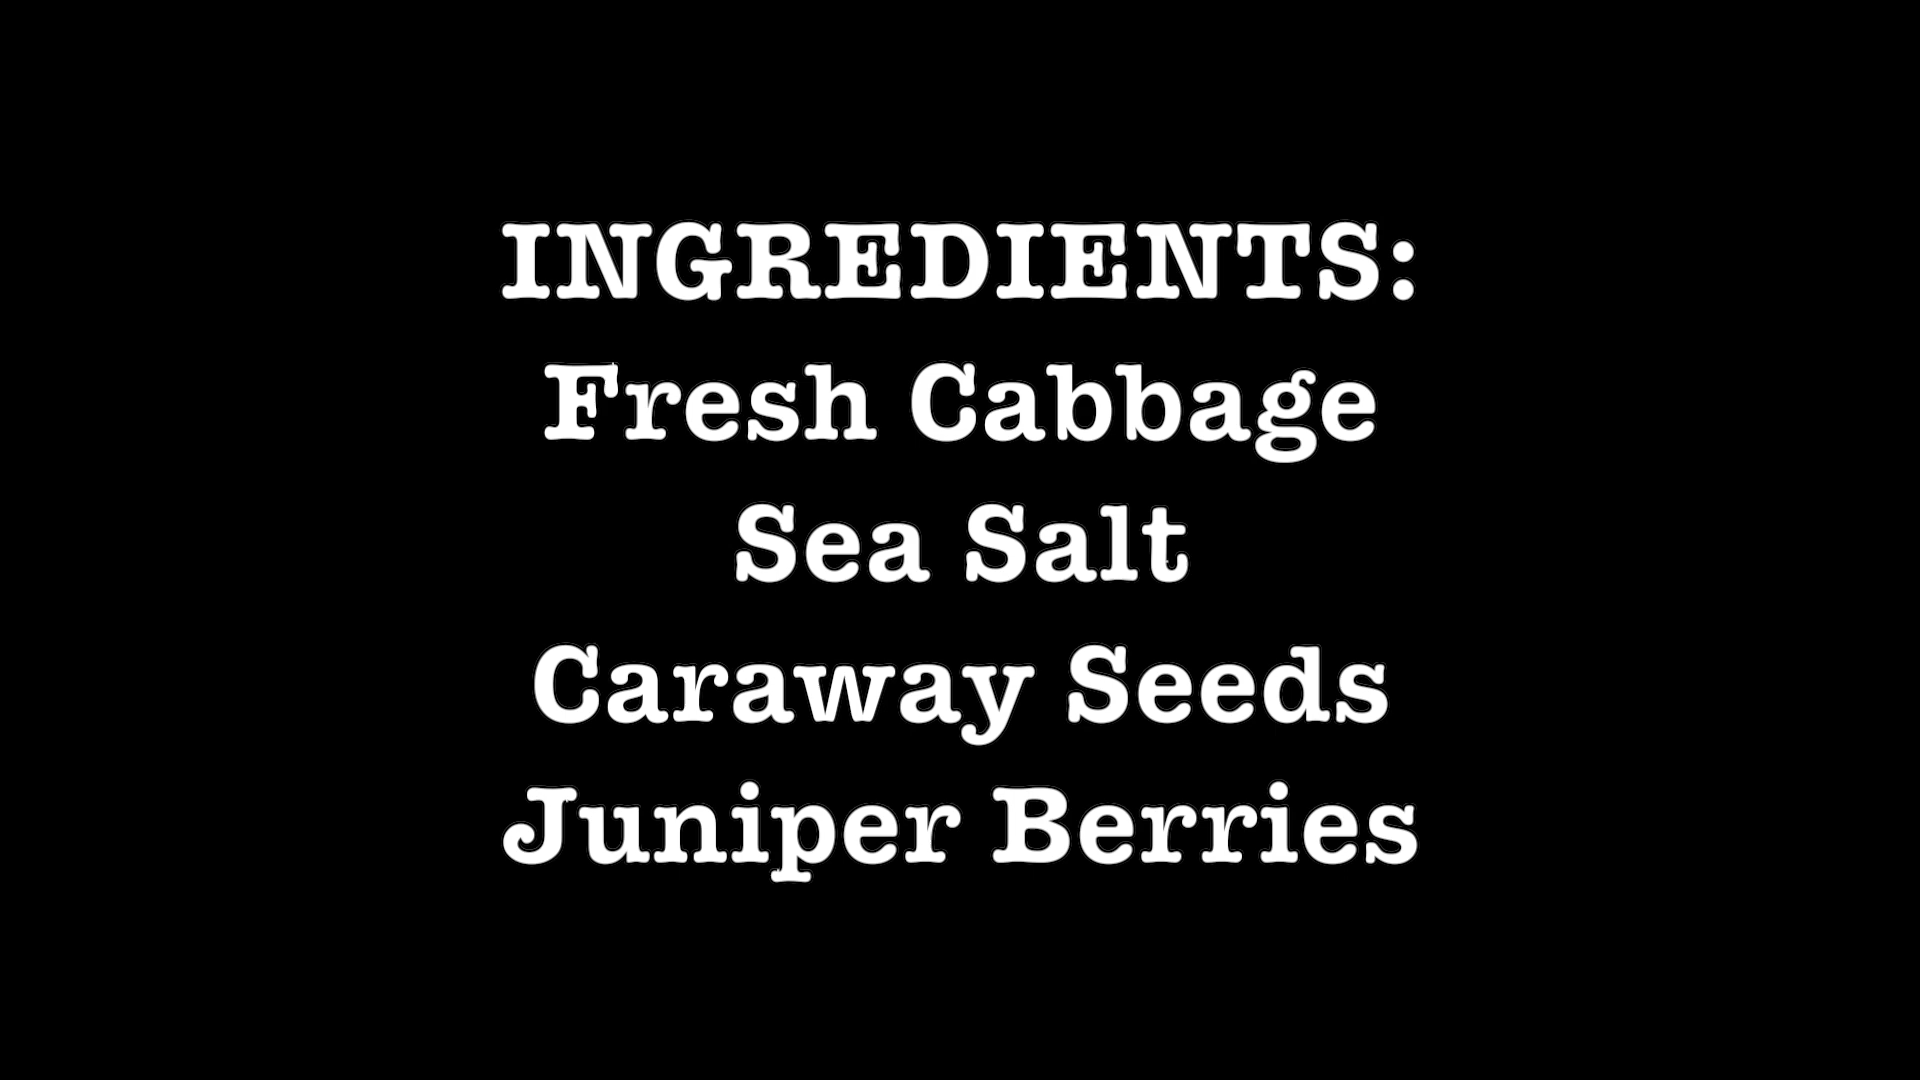 INGREDIENTS:
Fresh Cabbage
Sea Salt
Caraway Seeds
Juniper Berries